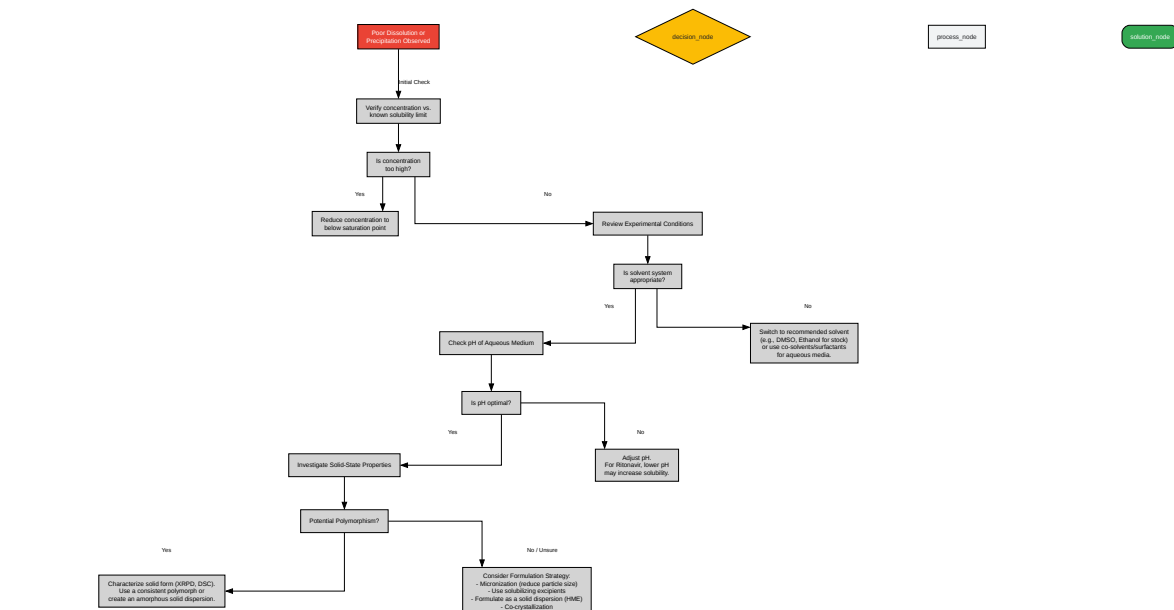 Poor Dissolution or
Precipitation Observed
decision_node
process_node
solution_node
Initial Check
Verify concentration vs.
known solubility limit
Is concentration
too high?
Yes
No
Reduce concentration to
below saturation point
Review Experimental Conditions
Is solvent system
appropriate?
Yes
No
Switch to recommended solvent
(e.g., DMSO, Ethanol for stock)
or use co-solvents/surfactants
for aqueous media.
Check pH of Aqueous Medium
Is pH optimal?
Yes
No
Adjust pH.
For Ritonavir, lower pH
may increase solubility.
Investigate Solid-State Properties
Potential Polymorphism?
Yes
No / Unsure
Characterize solid form (XRPD, DSC).
Use a consistent polymorph or
create an amorphous solid dispersion.
Consider Formulation Strategy:
- Micronization (reduce particle size)
- Use solubilizing excipients
- Formulate as a solid dispersion (HME)
- Co-crystallization